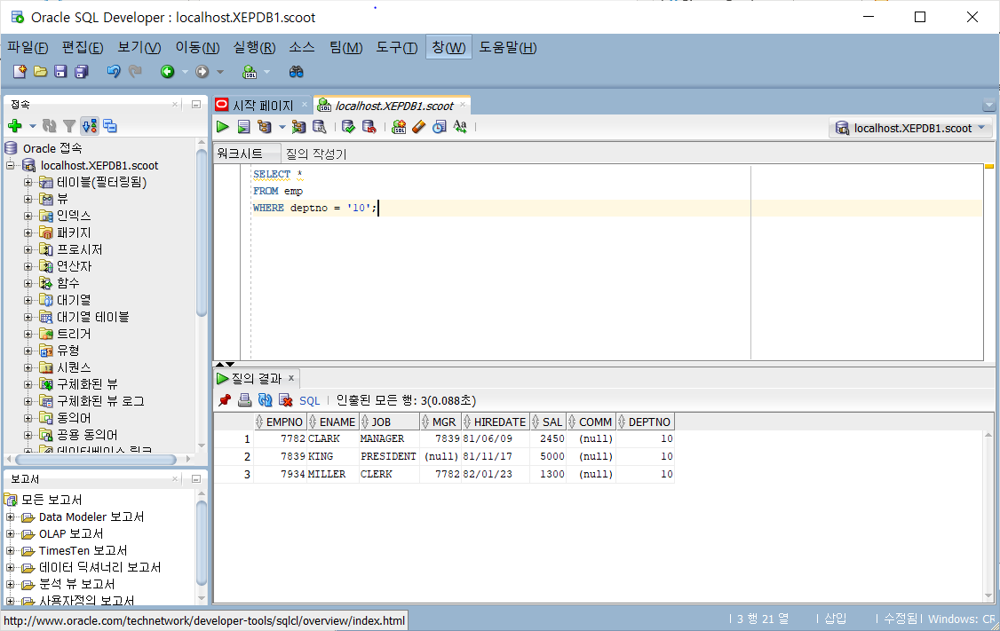 Oracle SQL Developer : localhost.XEPDB1.scoot
파일(F) 편집(E) 보기(V) 이동(N) 실행(R) 소스 팀(M) 도구(T) 창(W) 도움말(H)
접속
Oracle 접속
localhost.XEPDB1.scoot
테이블(필터링됨)
뷰
인덱스
패키지
프로시저
연산자
함수
대기열
대기열 테이블
트리거
유형
시퀀스
구체화된 뷰
구체화된 뷰 로그
동의어
공용 동의어
데이터베이스 링크
보고서
모든 보고서
Data Modeler 보고서
OLAP 보고서
TimesTen 보고서
데이터 딕셔너리 보고서
분석 뷰 보고서
사용자정의 보고서
시작 페이지 localhost.XEPDB1.scoot
localhost.XEPDB1.scoot
워크시트 질의 작성기
SELECT *
FROM emp
WHERE deptno = '10';
질의 결과
SQL 인출된 모든 행: 3(0.088초)
EMPNO ENAME JOB MGR HIREDATE SAL COMM DEPTNO
1 7782 CLARK MANAGER 7839 81/06/09 2450 (null) 10
2 7839 KING PRESIDENT (null) 81/11/17 5000 (null) 10
3 7934 MILLER CLERK 7782 82/01/23 1300 (null) 10
http://www.oracle.com/technetwork/developer-tools/sqlcl/overview/index.html
3 행 21 열 삽입 수정됨 Windows: CR